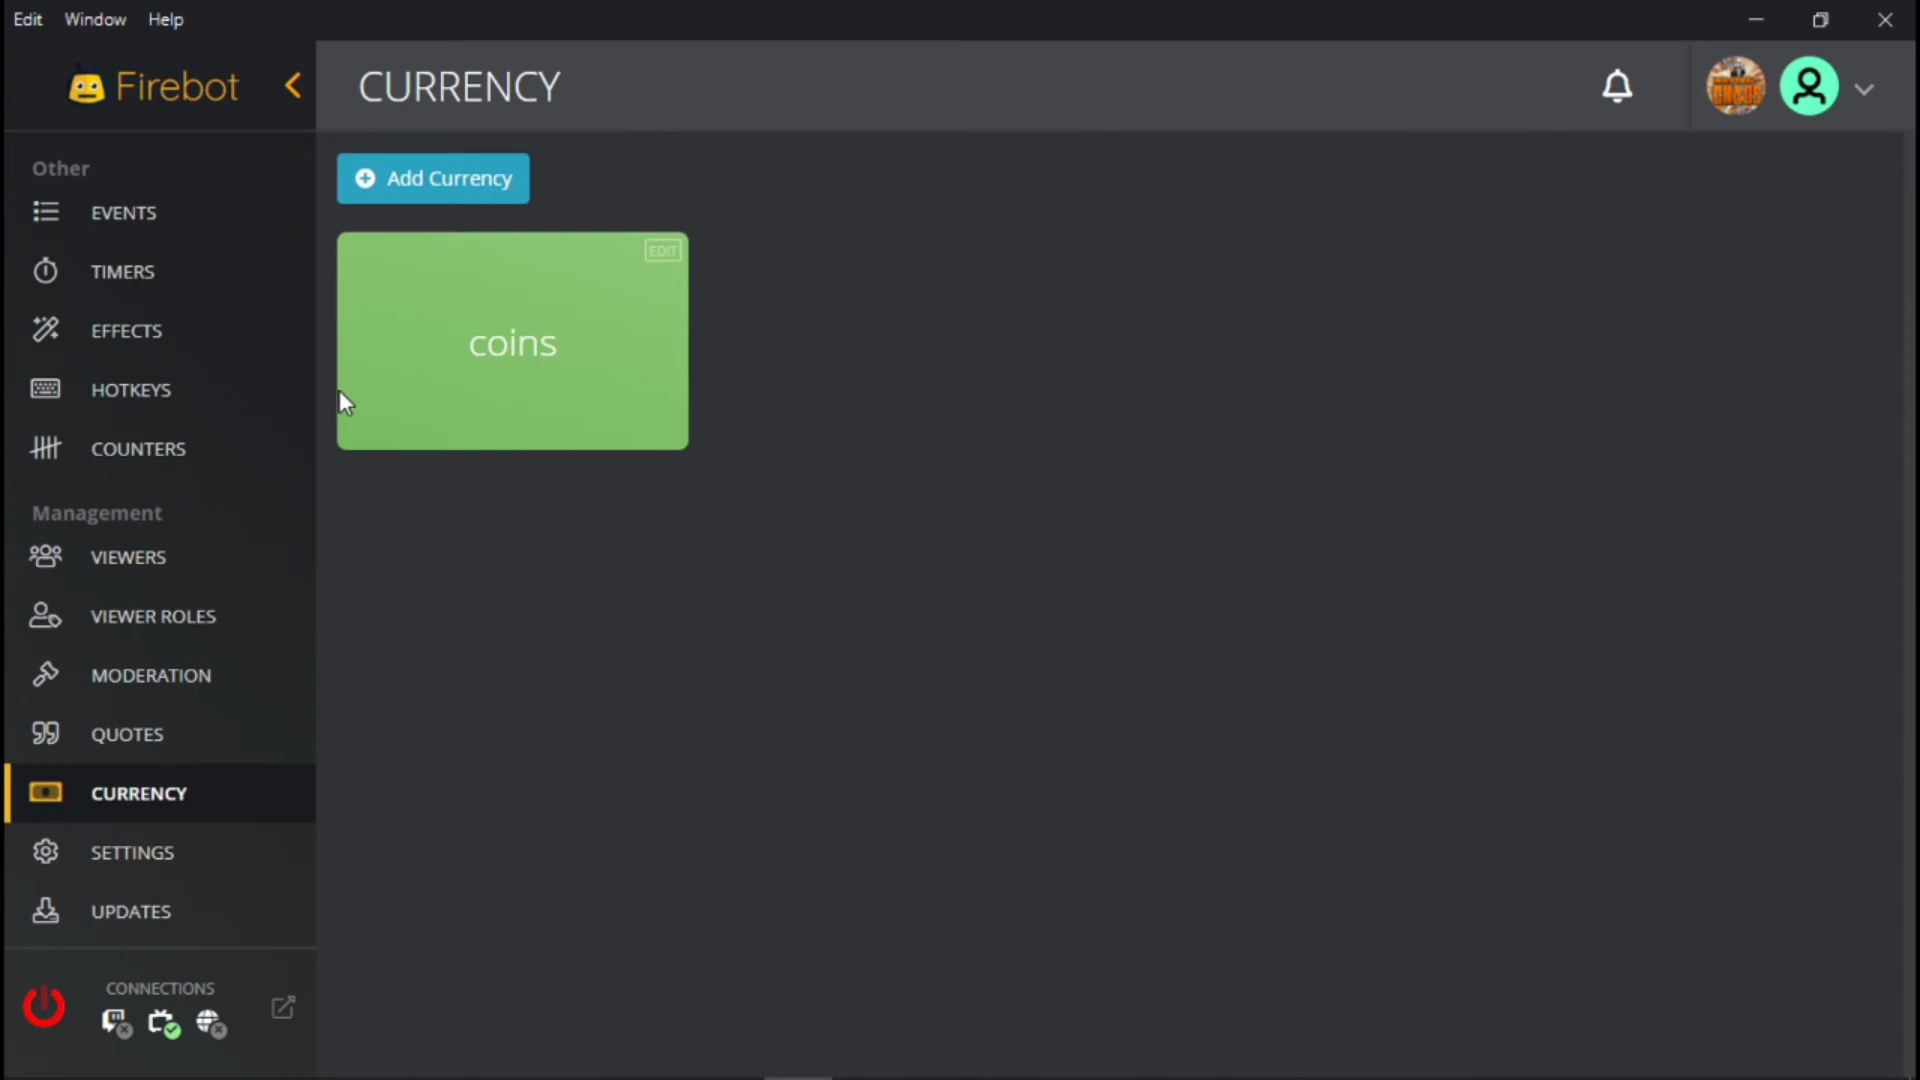 Edit Window Help
Firebot
CURRENCY
Other
EVENTS
TIMERS
EFFECTS
HOTKEYS
COUNTERS
Management
VIEWERS
VIEWER ROLES
MODERATION
QUOTES
CURRENCY
SETTINGS
UPDATES
CONNECTIONS
Add Currency
EDIT
coins
CHAOS